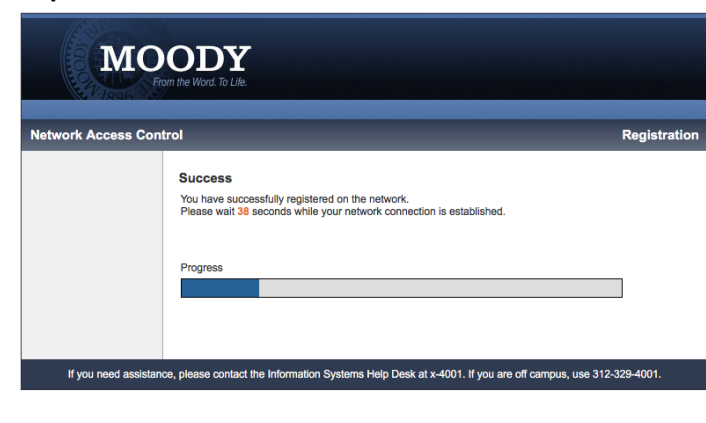 MOODY
From the Word. To Life.
Network Access Control
Registration
Success
You have successfully registered on the network.
Please wait 38 seconds while your network connection is established.
Progress
If you need assistance, please contact the Information Systems Help Desk at x-4001. If you are off campus, use 312-329-4001.